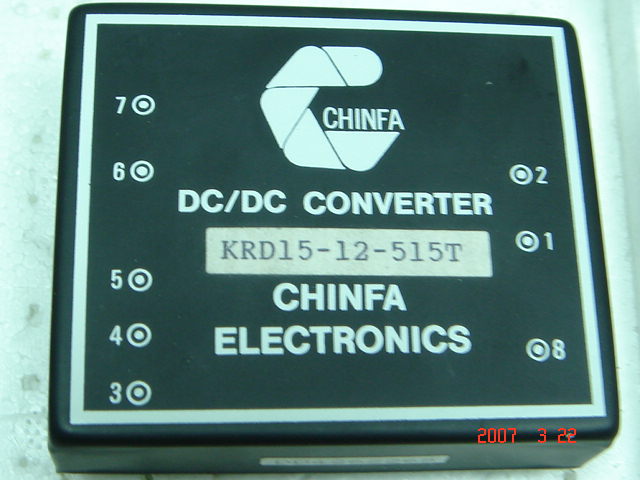 CHINFA
7
6
2
DC/DC CONVERTER
KRD15-12-515T
1
5
CHINFA
ELECTRONICS
4
8
3
2007 3 22